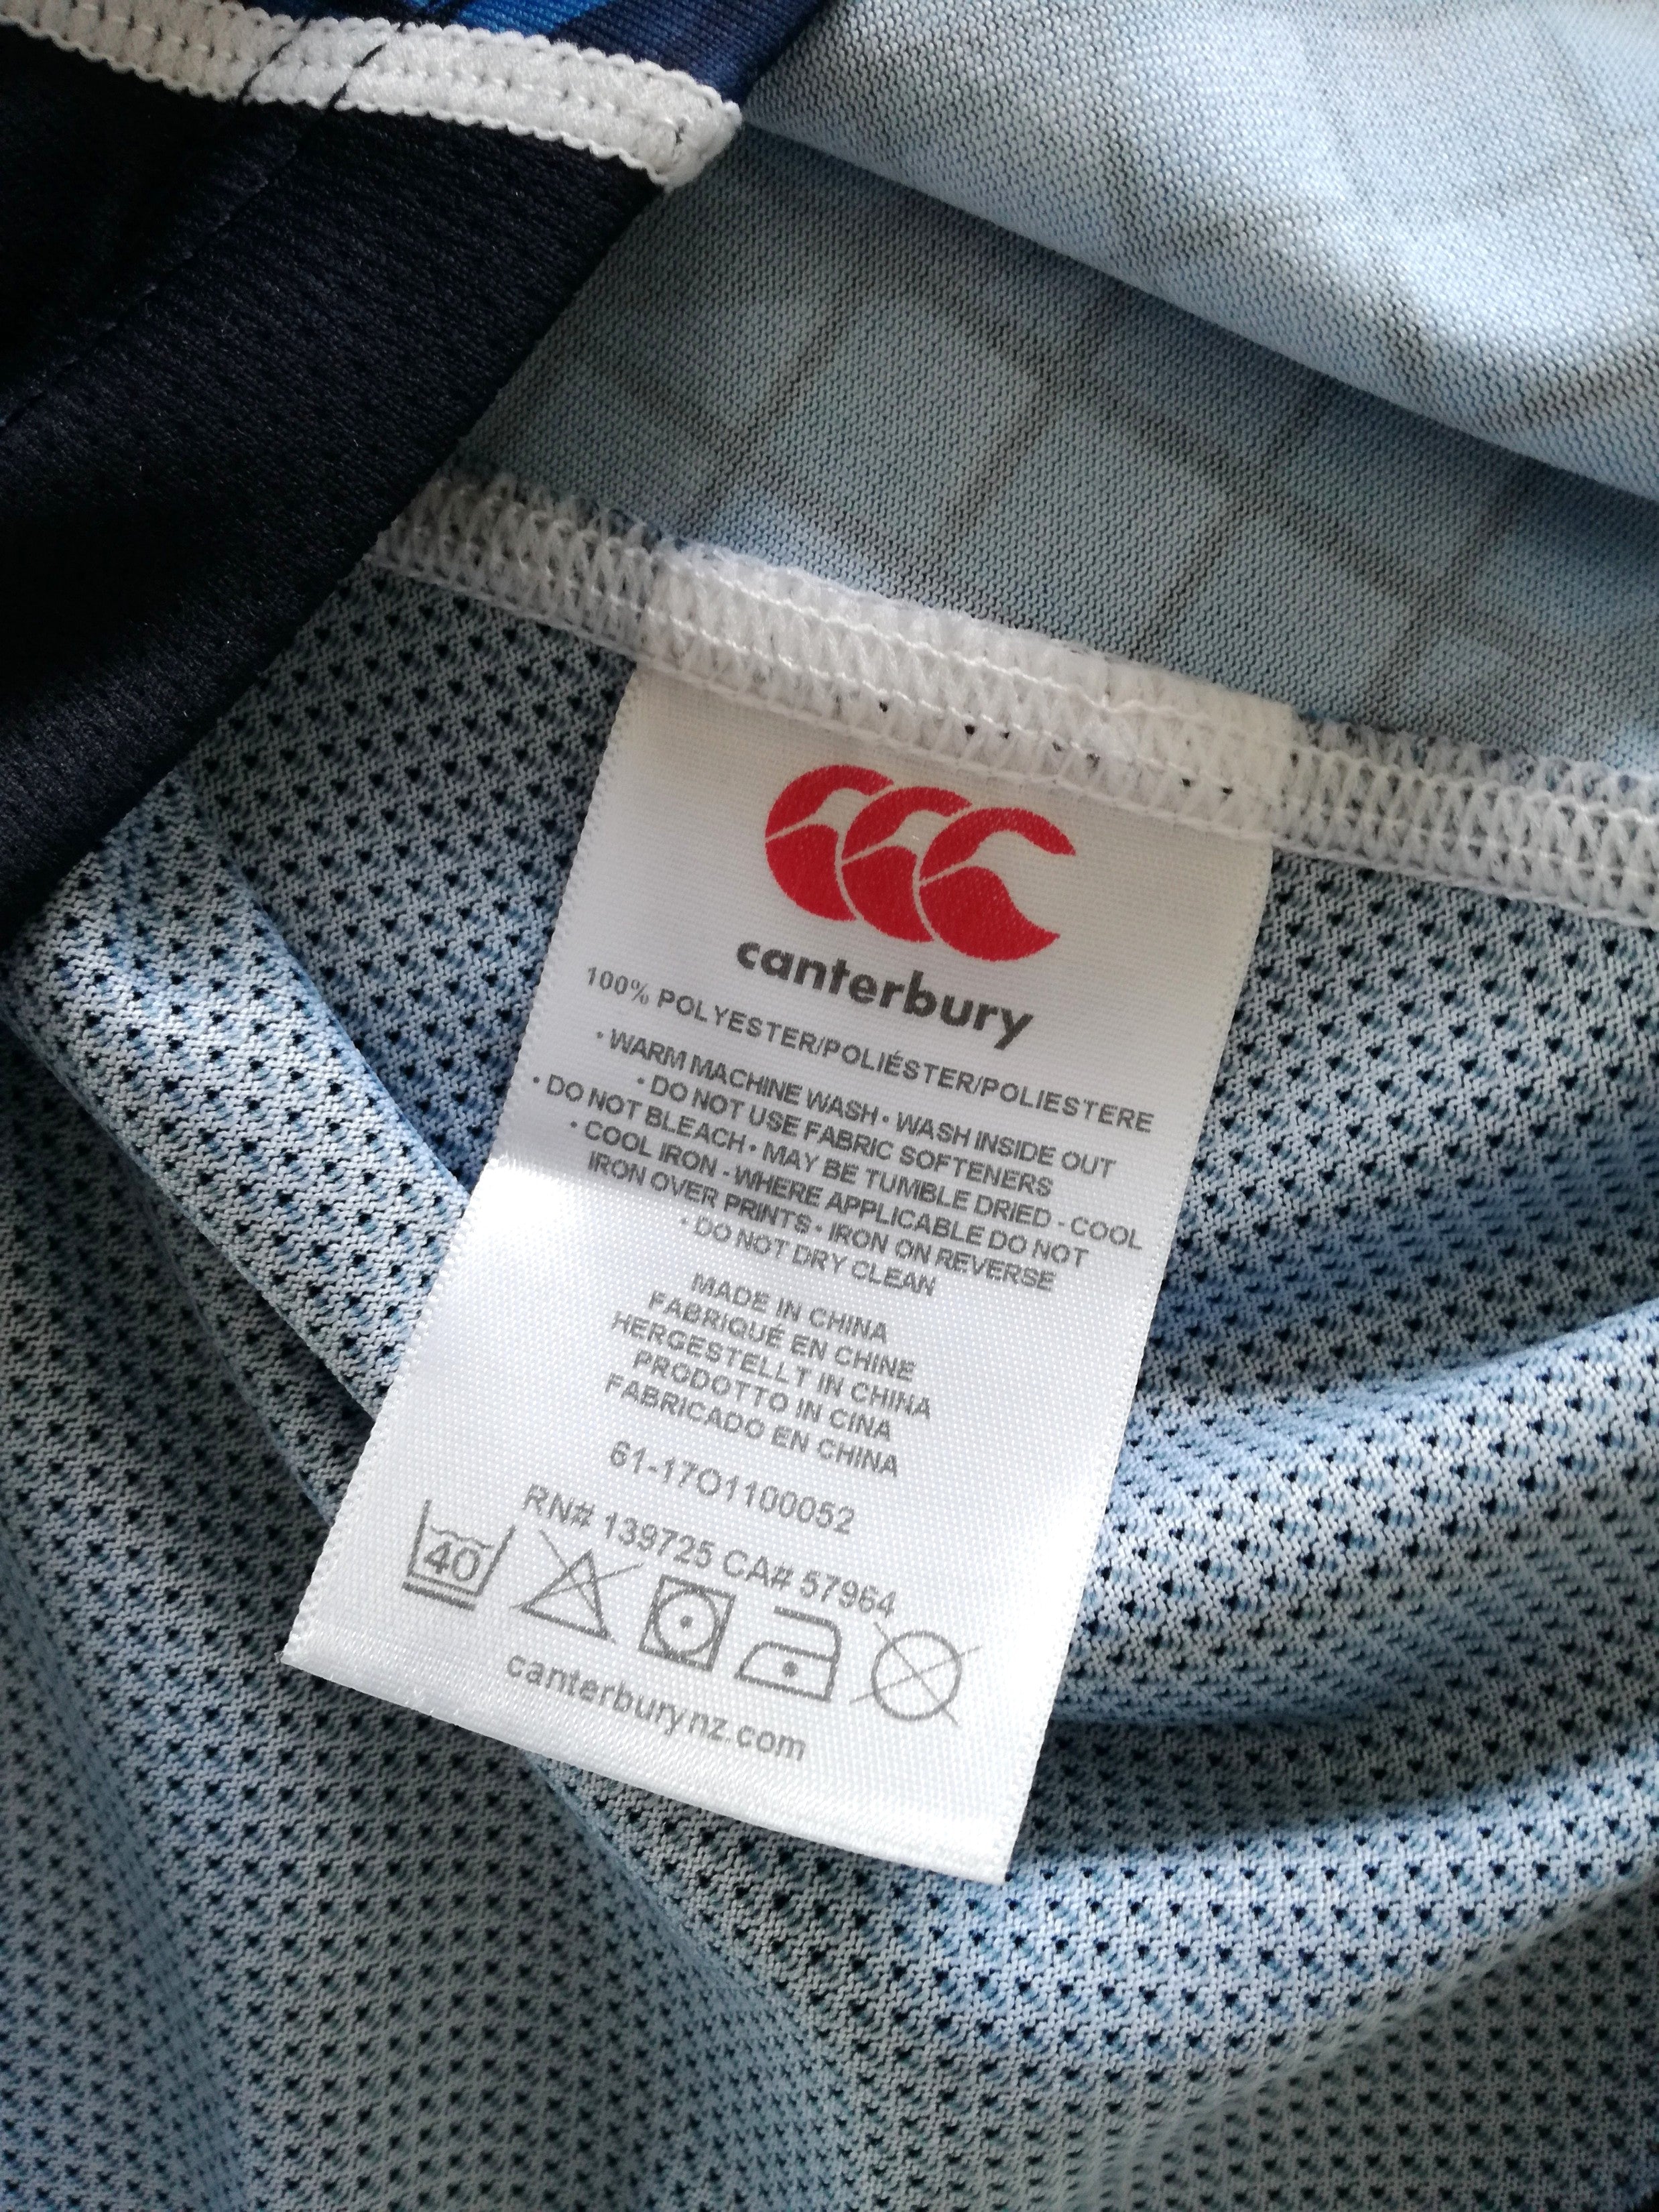 canterbury
100% POLYESTER/POLIÉSTER/POLIESTERE
• WARM MACHINE WASH • WASH INSIDE OUT
• DO NOT USE FABRIC SOFTENERS
• DO NOT BLEACH • MAY BE TUMBLE DRIED - COOL
• COOL IRON - WHERE APPLICABLE DO NOT
IRON OVER PRINTS • IRON ON REVERSE
• DO NOT DRY CLEAN
MADE IN CHINA
FABRIQUÉ EN CHINE
HERGESTELLT IN CHINA
PRODOTTO IN CINA
FABRICADO EN CHINA
61-17O1100052
RN# 139725 CA# 57964
40
canterburynz.com